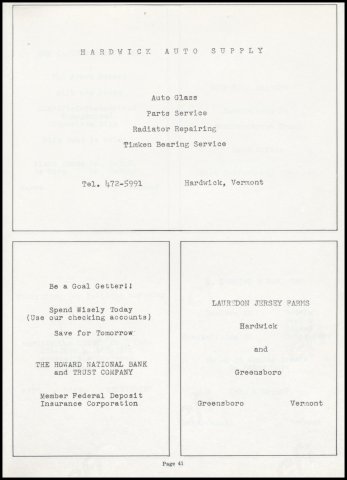 HARDWICK AUTO SUPPLY
Auto Glass
Parts Service
Radiator Repairing
Timken Bearing Service
Tel. 472-5991 Hardwick, Vermont
Be a Goal Getter!!
Spend Wisely Today
(Use our checking accounts)
Save for Tomorrow
THE HOWARD NATIONAL BANK
and TRUST COMPANY
Member Federal Deposit
Insurance Corporation
LAUREDON JERSEY FARMS
Hardwick
and
Greensboro
Greensboro Vermont
Page 41